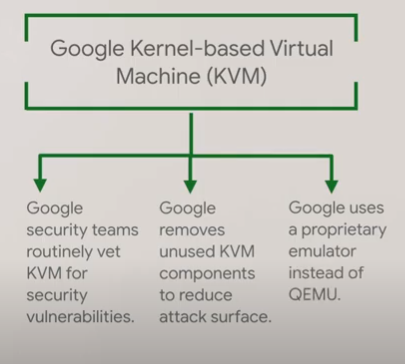 Google Kernel-based Virtual
Machine (KVM)
Google
security teams
routinely vet
KVM for
security
vulnerabilities.
Google
removes
unused KVM
components
to reduce
attack surface.
Google uses
a proprietary
emulator
instead of
QEMU.